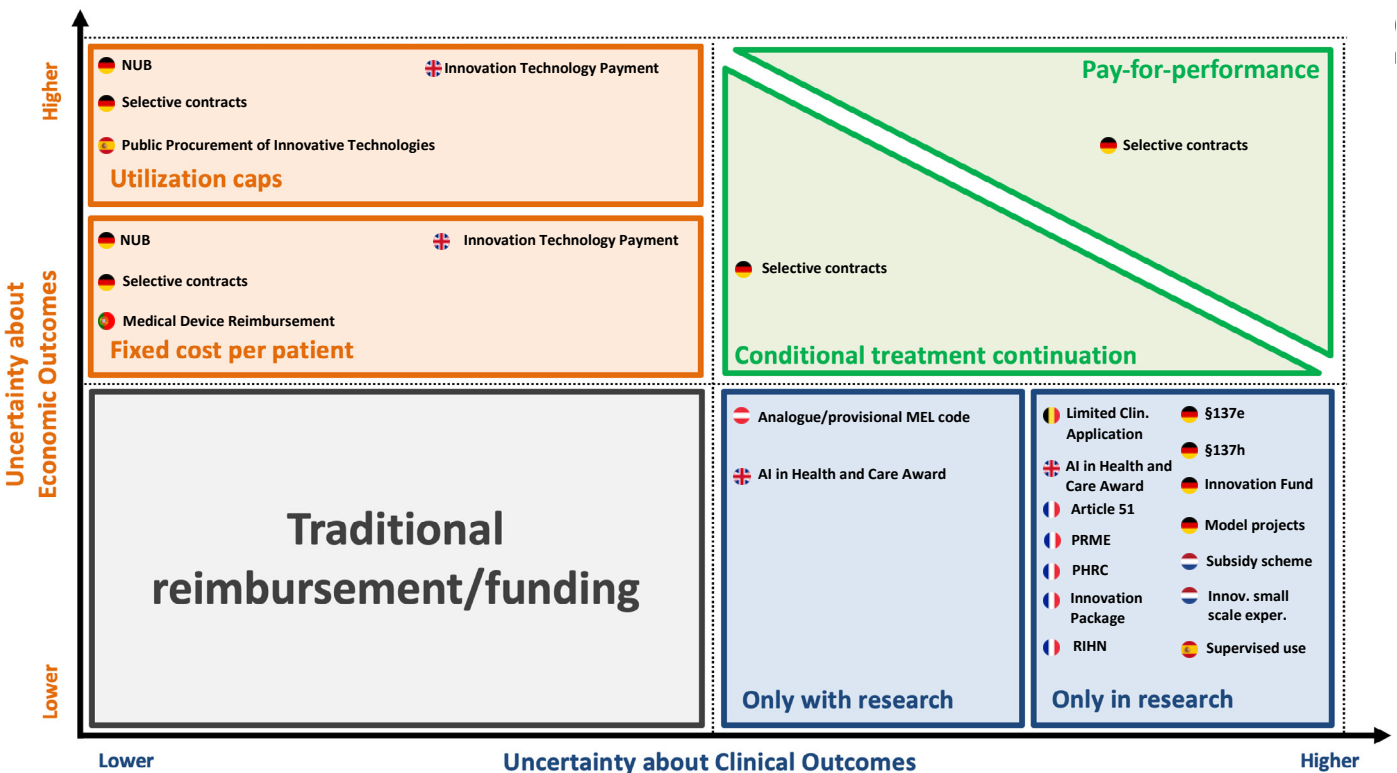 Higher
Uncertainty about
Economic Outcomes
Lower
NUB
Innovation Technology Payment
Selective contracts
Public Procurement of Innovative Technologies
Utilization caps
NUB
Innovation Technology Payment
Selective contracts
Medical Device Reimbursement
Fixed cost per patient
Pay-for-performance
Selective contracts
Selective contracts
Conditional treatment continuation
Traditional
reimbursement/funding
Analogue/provisional MEL code
AI in Health and Care Award
Only with research
Limited Clin.
Application
AI in Health and
Care Award
Article 51
PRME
PHRC
Innovation
Package
RIHN
§137e
§137h
Innovation Fund
Model projects
Subsidy scheme
Innov. small
scale exper.
Supervised use
Only in research
Lower
Uncertainty about Clinical Outcomes
Higher